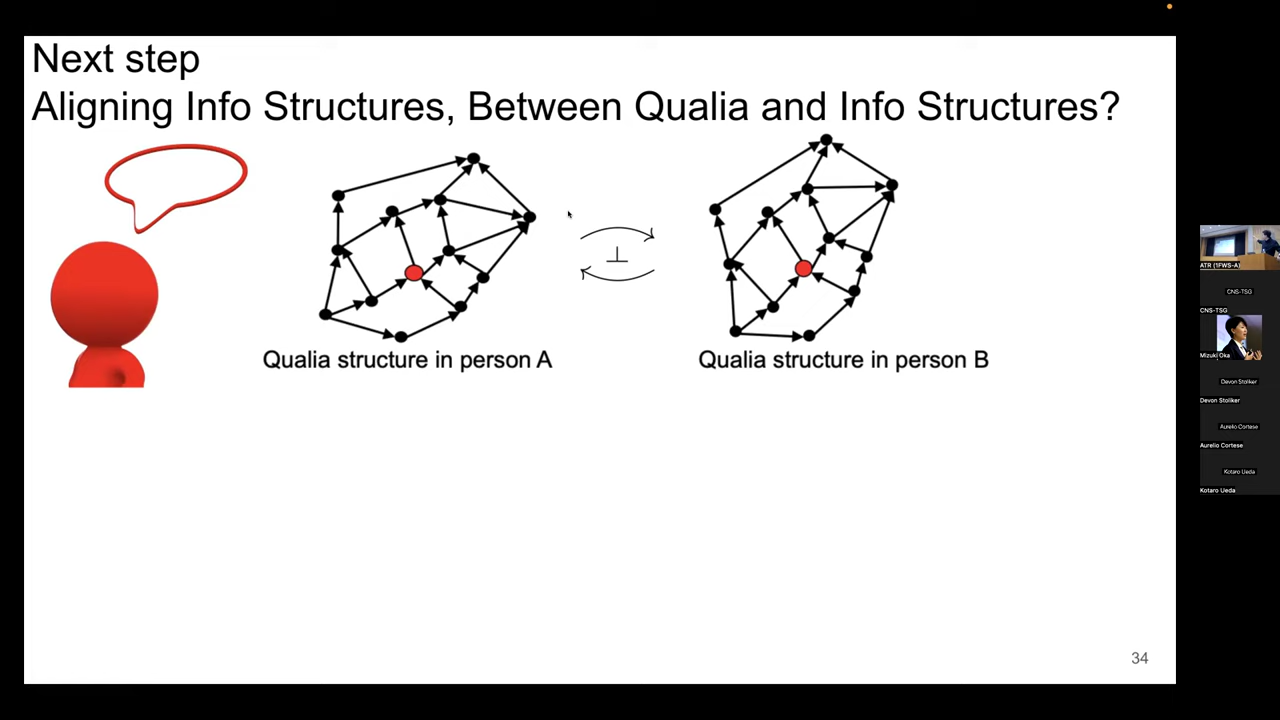 Next step
Aligning Info Structures, Between Qualia and Info Structures?
⊥
Qualia structure in person A
Qualia structure in person B
34
ATR (1FWS-A)
CNS-TSG
CNS-TSG
Mizuki Oka
Devon Stoliker
Devon Stoliker
Aurelio Cortese
Aurelio Cortese
Kotaro Ueda
Kotaro Ueda